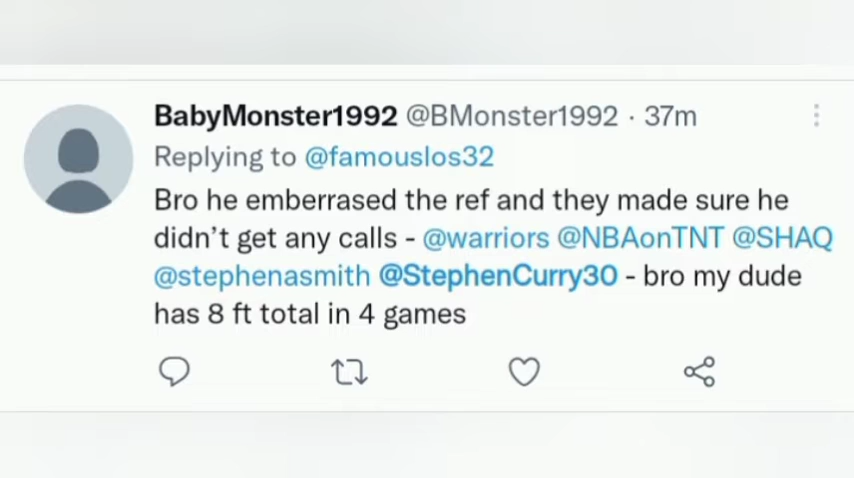 BabyMonster1992 @BMonster1992 · 37m
Replying to @famouslos32
Bro he emberrased the ref and they made sure he
didn’t get any calls - @warriors @NBAonTNT @SHAQ
@stephenasmith @StephenCurry30 - bro my dude
has 8 ft total in 4 games